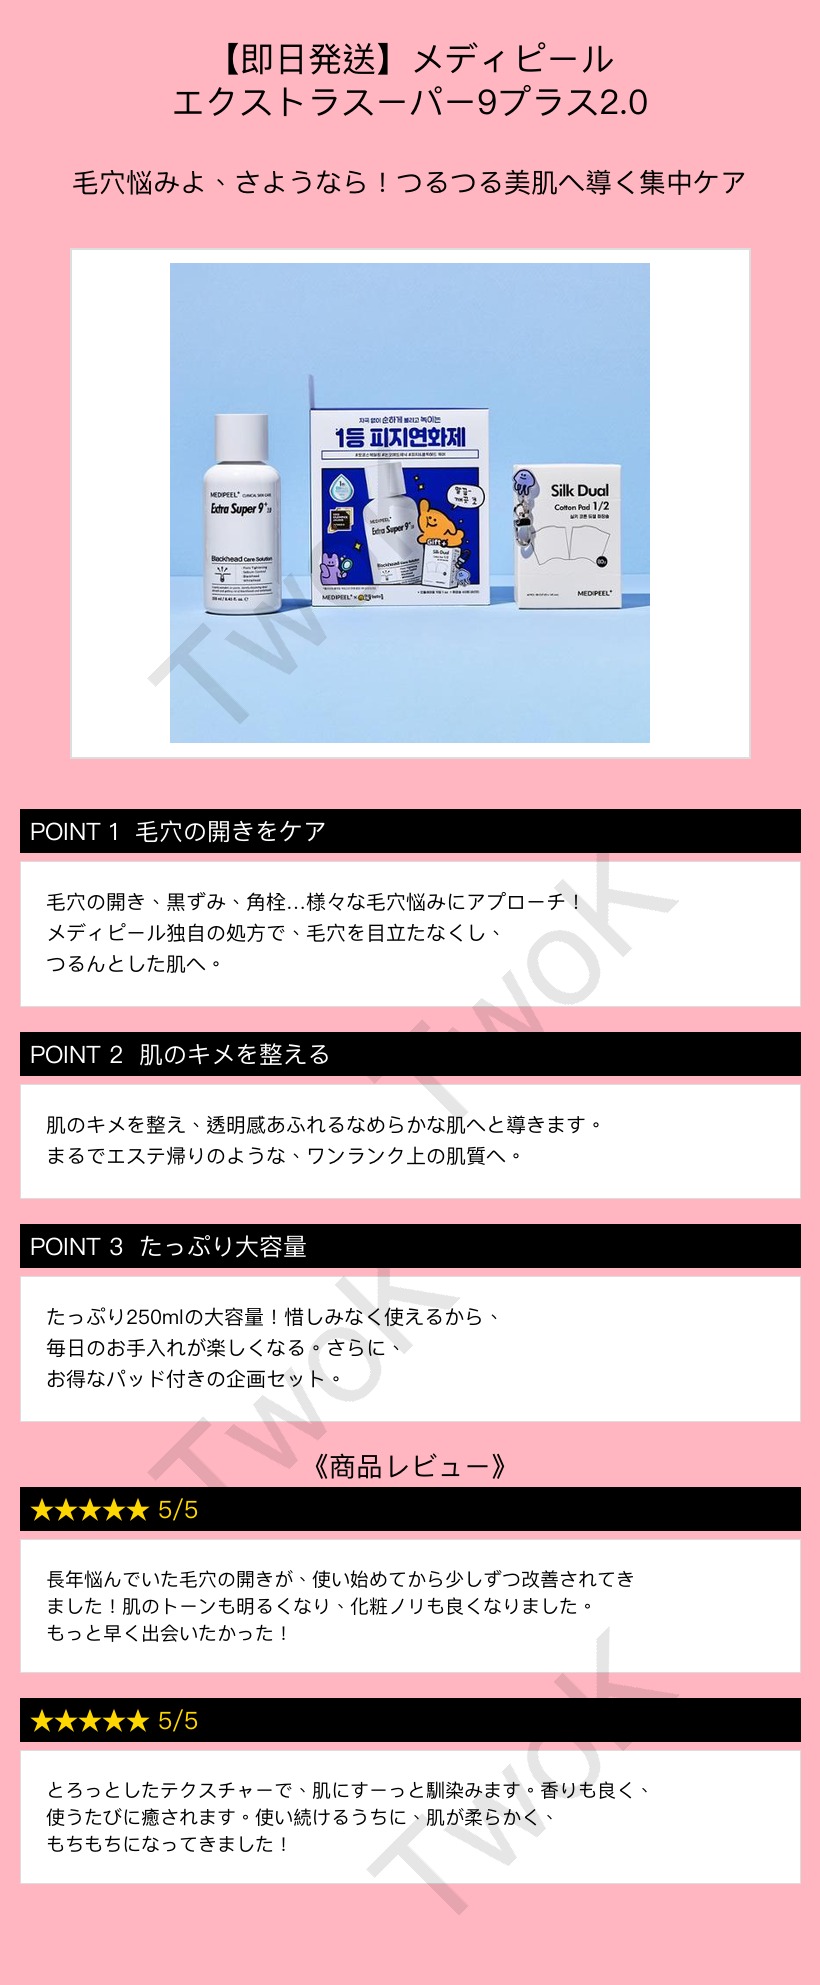 【即日発送】メディピール
エクストラスーパー9プラス2.0
毛穴悩みよ、さようなら！つるつる美肌へ導く集中ケア
자극 없이 순하게 불리고 녹이는
1등 피지연화제
MEDIPEEL+ CLINICAL SKIN CARE
Extra Super 9+ 2.0
Blackhead Care Solution
MEDIPEEL+
Extra Super 9+ 2.0
Blackhead Care Solution
Gift+
Silk Dual
MEDIPEEL+ ×
Silk Dual
Cotton Pad 1/2
실키 코튼 듀얼 화장솜
MEDIPEEL+
TwoK
POINT 1 毛穴の開きをケア
毛穴の開き、黒ずみ、角栓…様々な毛穴悩みにアプローチ！
メディピール独自の処方で、毛穴を目立たなくし、
つるんとした肌へ。
TwoK
POINT 2 肌のキメを整える
肌のキメを整え、透明感あふれるなめらかな肌へと導きます。
まるでエステ帰りのような、ワンランク上の肌質へ。
POINT 3 たっぷり大容量
たっぷり250mlの大容量！惜しみなく使えるから、
毎日のお手入れが楽しくなる。さらに、
お得なパッド付きの企画セット。
TwoK
《商品レビュー》
★★★★★ 5/5
長年悩んでいた毛穴の開きが、使い始めてから少しずつ改善されてき
ました！肌のトーンも明るくなり、化粧ノリも良くなりました。
もっと早く出会いたかった！
★★★★★ 5/5
とろっとしたテクスチャーで、肌にすーっと馴染みます。香りも良く、
使うたびに癒されます。使い続けるうちに、肌が柔らかく、
もちもちになってきました！
TwoK